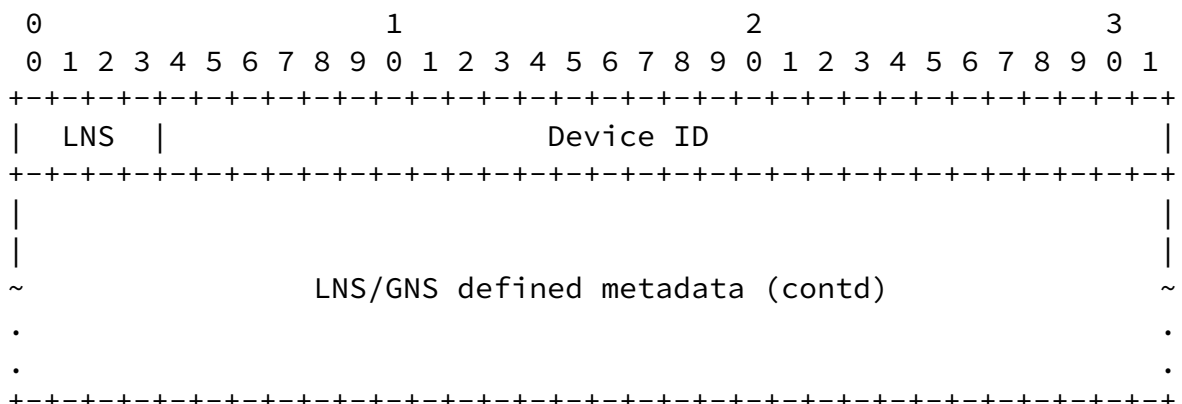 0                   1                   2                   3
 0 1 2 3 4 5 6 7 8 9 0 1 2 3 4 5 6 7 8 9 0 1 2 3 4 5 6 7 8 9 0 1
+-+-+-+-+-+-+-+-+-+-+-+-+-+-+-+-+-+-+-+-+-+-+-+-+-+-+-+-+-+-+-+-+
|  LNS  |                     Device ID                         |
+-+-+-+-+-+-+-+-+-+-+-+-+-+-+-+-+-+-+-+-+-+-+-+-+-+-+-+-+-+-+-+-+
|                                                               |
|                                                               |
~                LNS/GNS defined metadata (contd)               ~
.                                                               .
.                                                               .
+-+-+-+-+-+-+-+-+-+-+-+-+-+-+-+-+-+-+-+-+-+-+-+-+-+-+-+-+-+-+-+-+